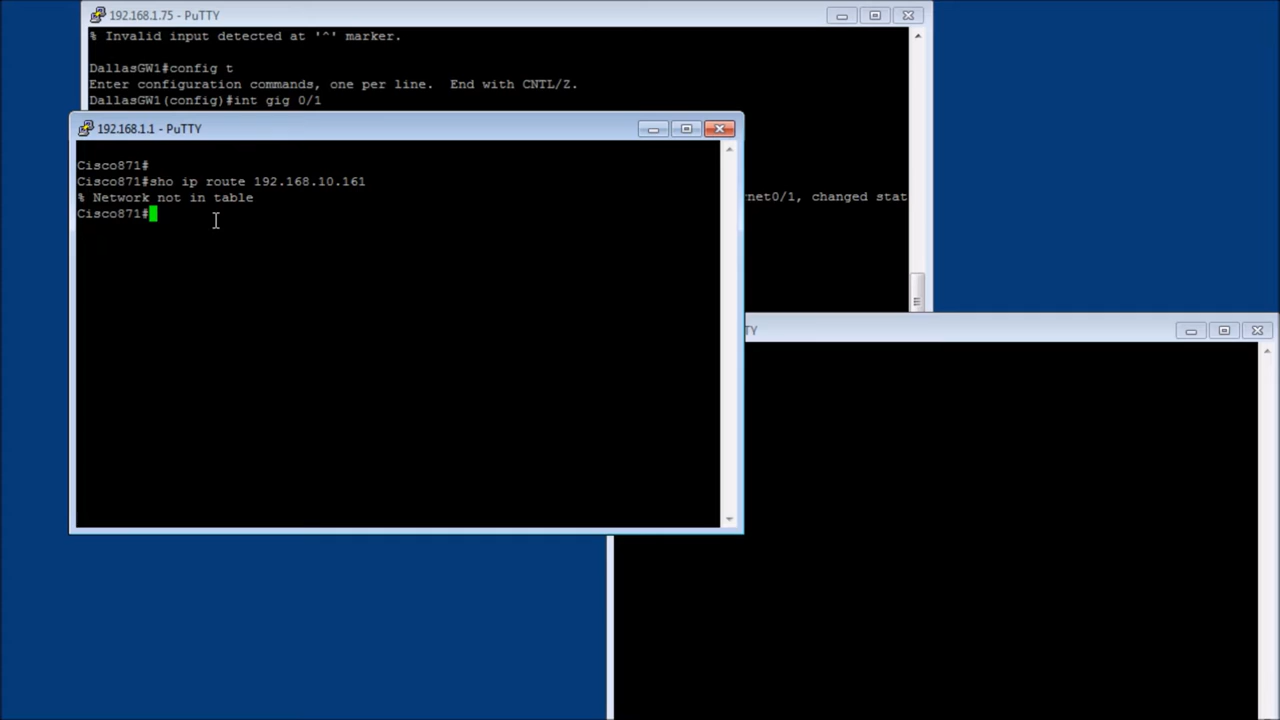 192.168.1.75 - PuTTY
% Invalid input detected at '^' marker.
DallasGW1#config t
Enter configuration commands, one per line.  End with CNTL/Z.
DallasGW1(config)#int gig 0/1
192.168.1.1 - PuTTY
Cisco871#
Cisco871#sho ip route 192.168.10.161
% Network not in table
Cisco871#
rnet0/1, changed stat
TY